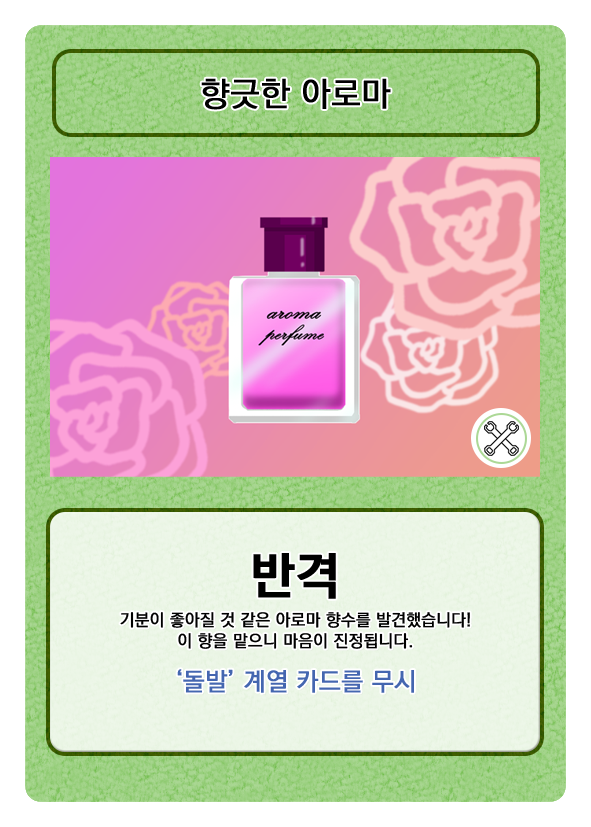 향긋한 아로마
aroma
perfume
반격
기분이 좋아질 것 같은 아로마 향수를 발견했습니다!
이 향을 맡으니 마음이 진정됩니다.
‘돌발’ 계열 카드를 무시